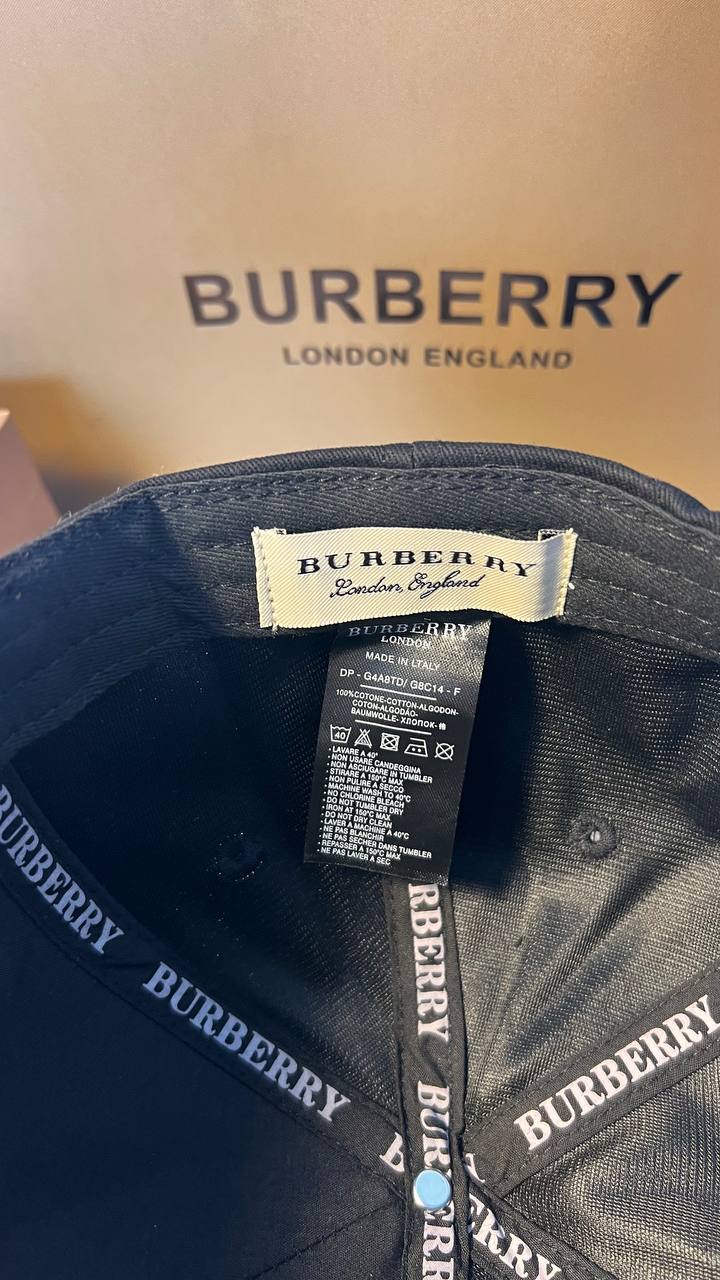 BURBERRY
LONDON ENGLAND
BURBERRY
London, England
BURBERRY
LONDON
MADE IN ITALY
DP - G4A8TD/ G8C14 - F
100%COTONE-COTTON-ALGODON-
COTON-ALGODÃO-
BAUMWOLLE- ХЛОПОК- 棉
40
- LAVARE A 40°
- NON USARE CANDEGGINA
- NON ASCIUGARE IN TUMBLER
- STIRARE A 150°C MAX
- NON PULIRE A SECCO
- MACHINE WASH TO 40°C
- NO CHLORINE BLEACH
- DO NOT TUMBLER DRY
- IRON AT 150°C MAX
- DO NOT DRY CLEAN
- LAVER A MACHINE A 40°C
- NE PAS BLANCHIR
- NE PAS SECHER DANS TUMBLER
- REPASSER A 150°C MAX
- NE PAS LAVER A SEC
BURBERRY
BURBERRY
RBERRY
BURBERRY
BURBERRY